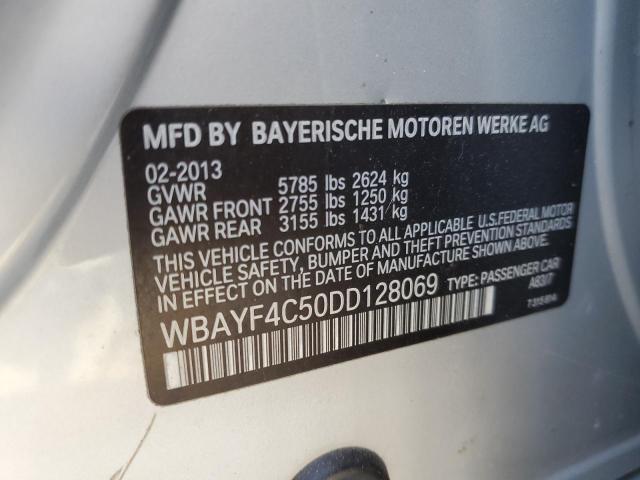 MFD BY BAYERISCHE MOTOREN WERKE AG
02-2013
GVWR 5785 lbs 2624 kg
GAWR FRONT 2755 lbs 1250 kg
GAWR REAR 3155 lbs 1431 kg
THIS VEHICLE CONFORMS TO ALL APPLICABLE U.S.FEDERAL MOTOR
VEHICLE SAFETY, BUMPER AND THEFT PREVENTION STANDARDS
IN EFFECT ON THE DATE OF MANUFACTURE SHOWN ABOVE.
WBAYF4C50DD128069 TYPE: PASSENGER CAR
A83/7